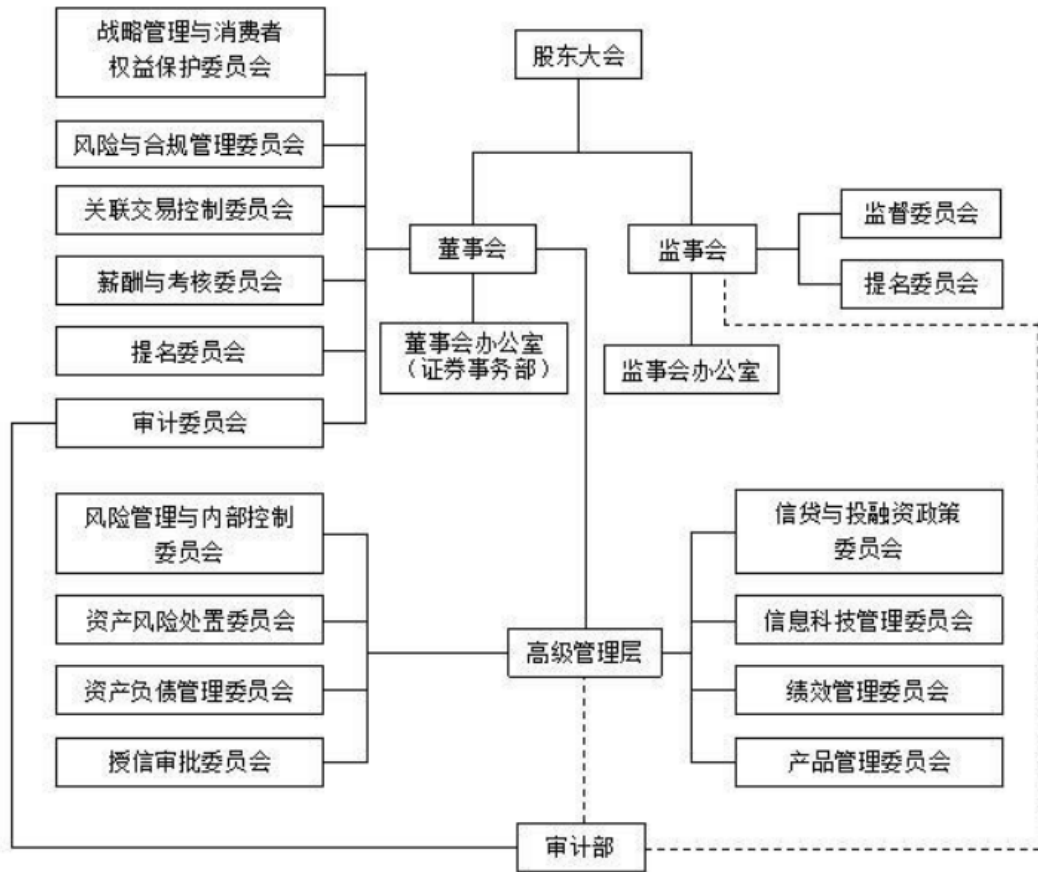 战略管理与消费者
权益保护委员会
股东大会
风险与合规管理委员会
关联交易控制委员会
监督委员会
董事会
监事会
薪酬与考核委员会
提名委员会
提名委员会
董事会办公室
（证券事务部）
监事会办公室
审计委员会
风险管理与内部控制
委员会
信贷与投融资政策
委员会
资产风险处置委员会
信息科技管理委员会
高级管理层
资产负债管理委员会
绩效管理委员会
授信审批委员会
产品管理委员会
审计部